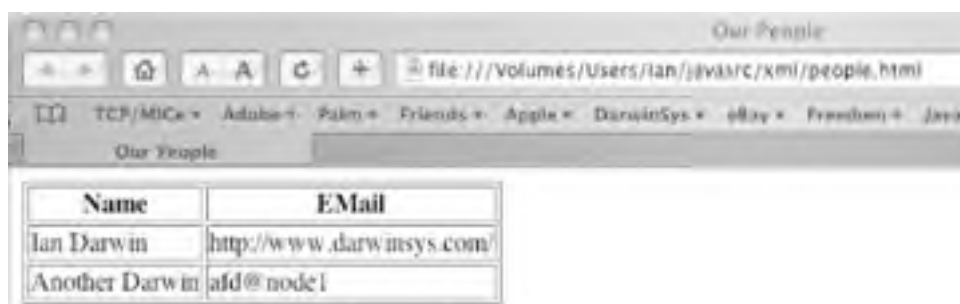 Our People
A A C +
file:///Volumes/Users/ian/javasrc/xml/people.html
TCP/MICe Adobe Palm Friends Apple DarwinSys eBay Freedom Java
Our People
Name EMail
Ian Darwin http://www.darwinsys.com/
Another Darwin afd@node1